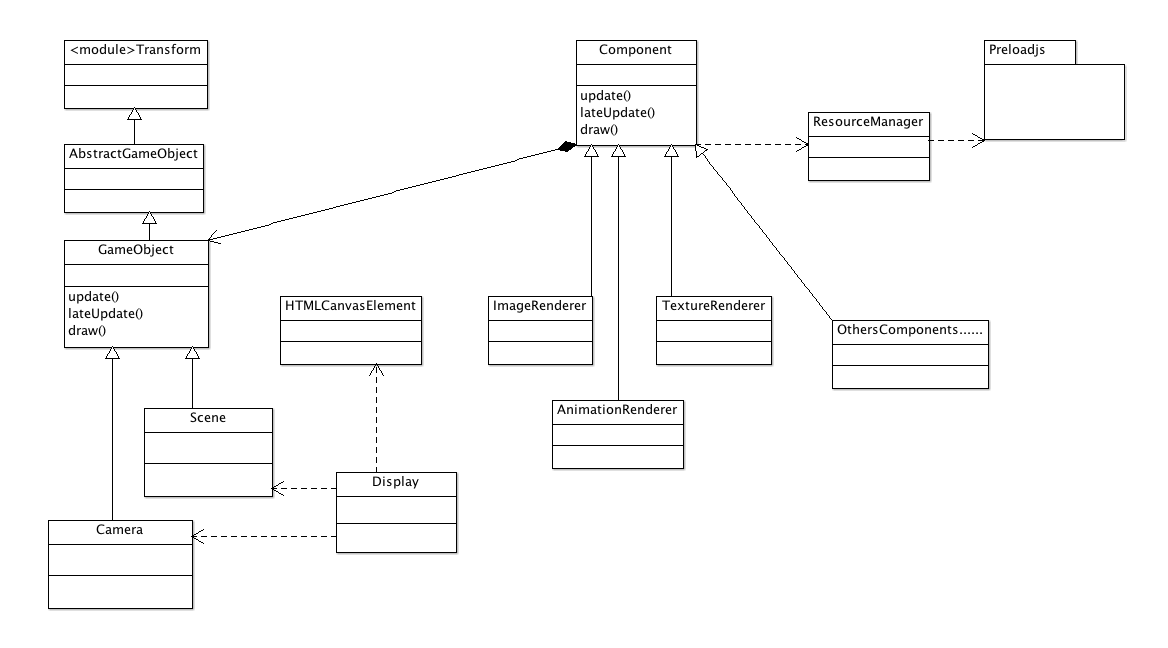 <module>Transform
Component
update()
lateUpdate()
draw()
Preloadjs
ResourceManager
AbstractGameObject
GameObject
update()
lateUpdate()
draw()
HTMLCanvasElement
ImageRenderer
TextureRenderer
OthersComponents......
AnimationRenderer
Scene
Display
Camera